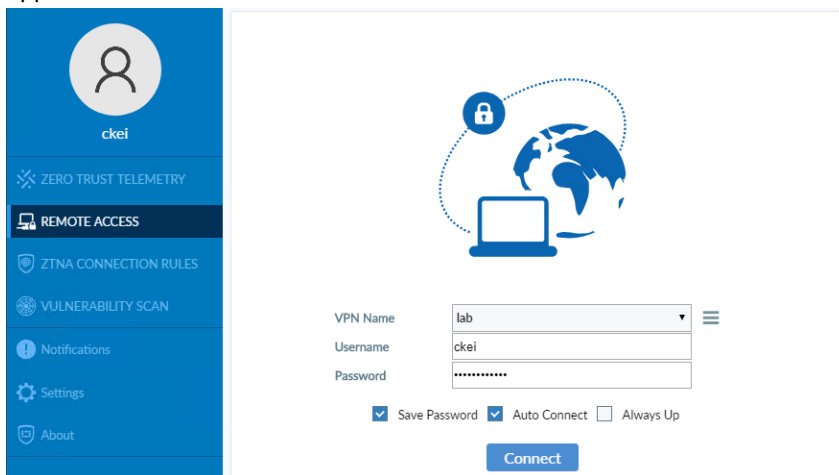 ckei
ZERO TRUST TELEMETRY
REMOTE ACCESS
ZTNA CONNECTION RULES
VULNERABILITY SCAN
Notifications
Settings
About
VPN Name lab
Username ckei
Password ••••••••••••
Save Password Auto Connect Always Up
Connect